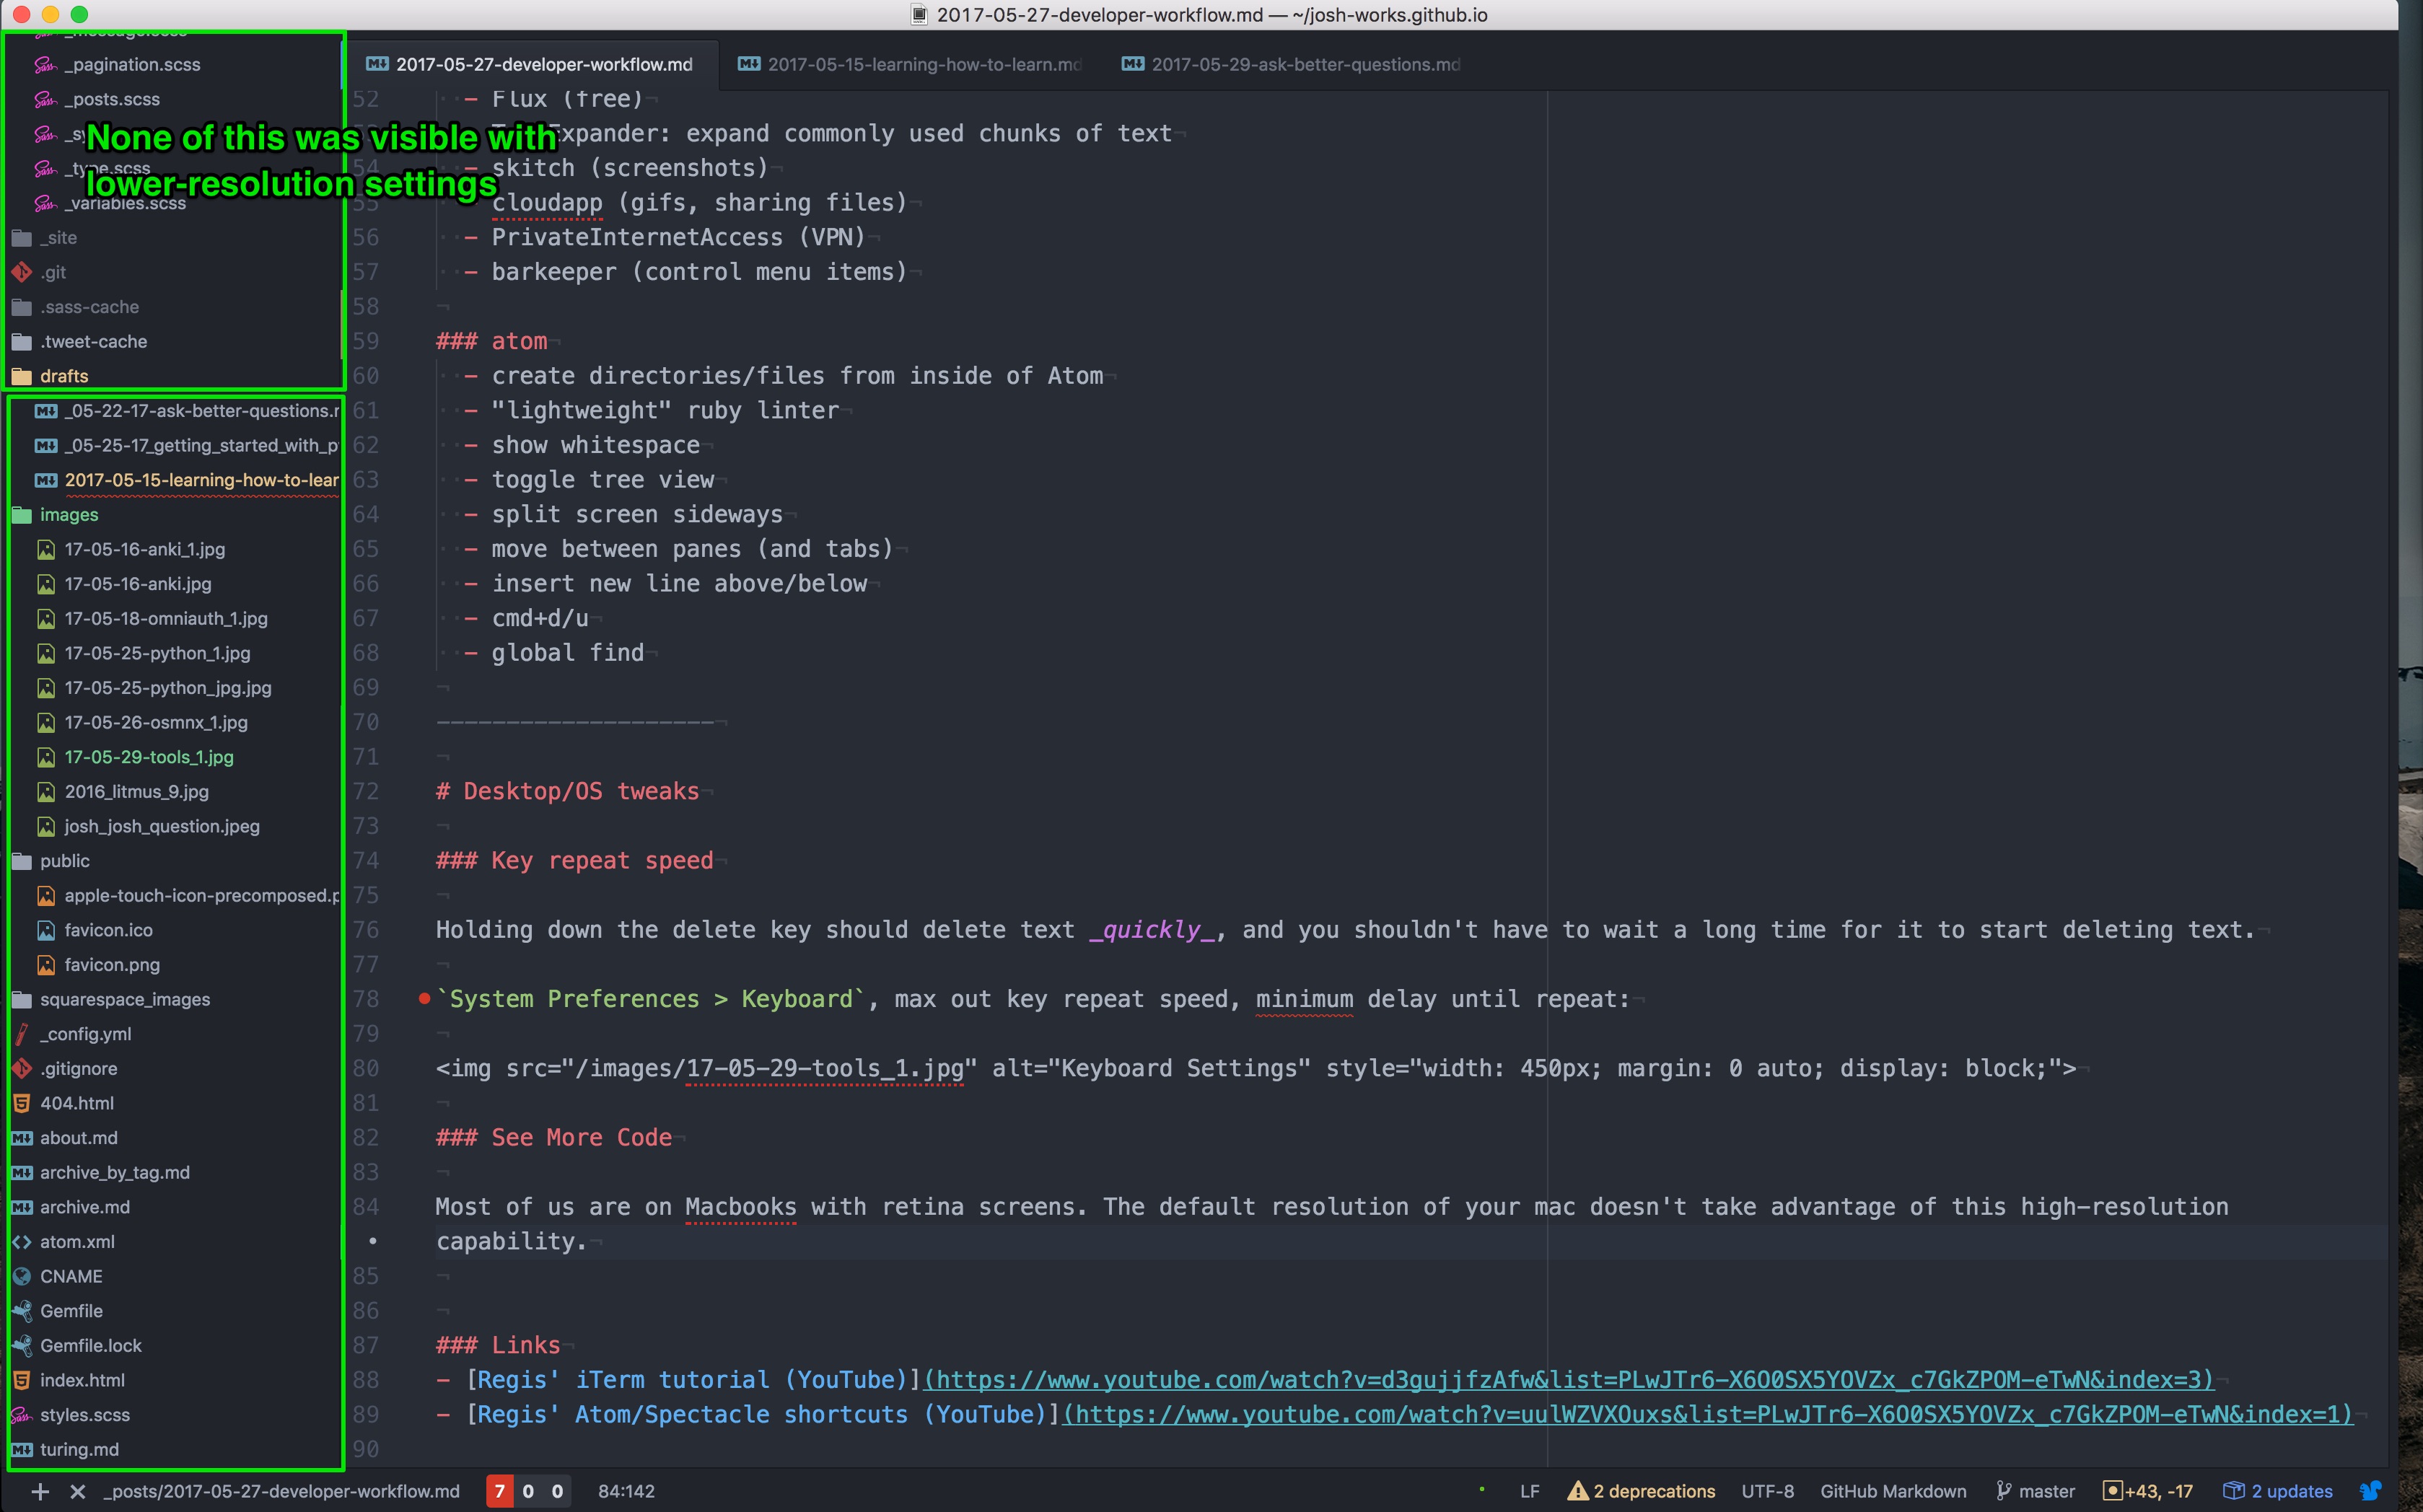 2017-05-27-developer-workflow.md — ~/josh-works.github.io
_message.scss
_pagination.scss
_posts.scss
_type.scss
_variables.scss
None of this was visible with
lower-resolution settings
_site
.git
.sass-cache
.tweet-cache
drafts
_05-22-17-ask-better-questions.
_05-25-17_getting_started_with_p
2017-05-15-learning-how-to-lear
images
17-05-16-anki_1.jpg
17-05-16-anki.jpg
17-05-18-omniauth_1.jpg
17-05-25-python_1.jpg
17-05-25-python_jpg.jpg
17-05-26-osmnx_1.jpg
17-05-29-tools_1.jpg
2016_litmus_9.jpg
josh_josh_question.jpeg
public
apple-touch-icon-precomposed.p
favicon.ico
favicon.png
squarespace_images
_config.yml
.gitignore
404.html
about.md
archive_by_tag.md
archive.md
atom.xml
CNAME
Gemfile
Gemfile.lock
index.html
styles.scss
turing.md
2017-05-27-developer-workflow.md 2017-05-15-learning-how-to-learn.md 2017-05-29-ask-better-questions.md
52 - Flux (free)
Expander: expand commonly used chunks of text
54 - skitch (screenshots)
55 cloudapp (gifs, sharing files)
56 - PrivateInternetAccess (VPN)
57 - barkeeper (control menu items)
58
59 ### atom
60 - create directories/files from inside of Atom
61 - "lightweight" ruby linter
62 - show whitespace
63 - toggle tree view
64 - split screen sideways
65 - move between panes (and tabs)
66 - insert new line above/below
67 - cmd+d/u
68 - global find
69
70 --------------------
71
72 # Desktop/OS tweaks
73
74 ### Key repeat speed
75
76 Holding down the delete key should delete text _quickly_, and you shouldn't have to wait a long time for it to start deleting text.
77
78 `System Preferences > Keyboard`, max out key repeat speed, minimum delay until repeat:
79
80 <img src="/images/17-05-29-tools_1.jpg" alt="Keyboard Settings" style="width: 450px; margin: 0 auto; display: block;">
81
82 ### See More Code
83
84 Most of us are on Macbooks with retina screens. The default resolution of your mac doesn't take advantage of this high-resolution
• capability.
85
86
87 ### Links
88 - [Regis' iTerm tutorial (YouTube)](https://www.youtube.com/watch?v=d3gujjfzAfw&list=PLwJTr6-X6O0SX5YOVZx_c7GkZPOM-eTwN&index=3)
89 - [Regis' Atom/Spectacle shortcuts (YouTube)](https://www.youtube.com/watch?v=uulWZVXOuxs&list=PLwJTr6-X6O0SX5YOVZx_c7GkZPOM-eTwN&index=1)
90
_posts/2017-05-27-developer-workflow.md 7 0 0 84:142 LF 2 deprecations UTF-8 GitHub Markdown master +43, -17 2 updates